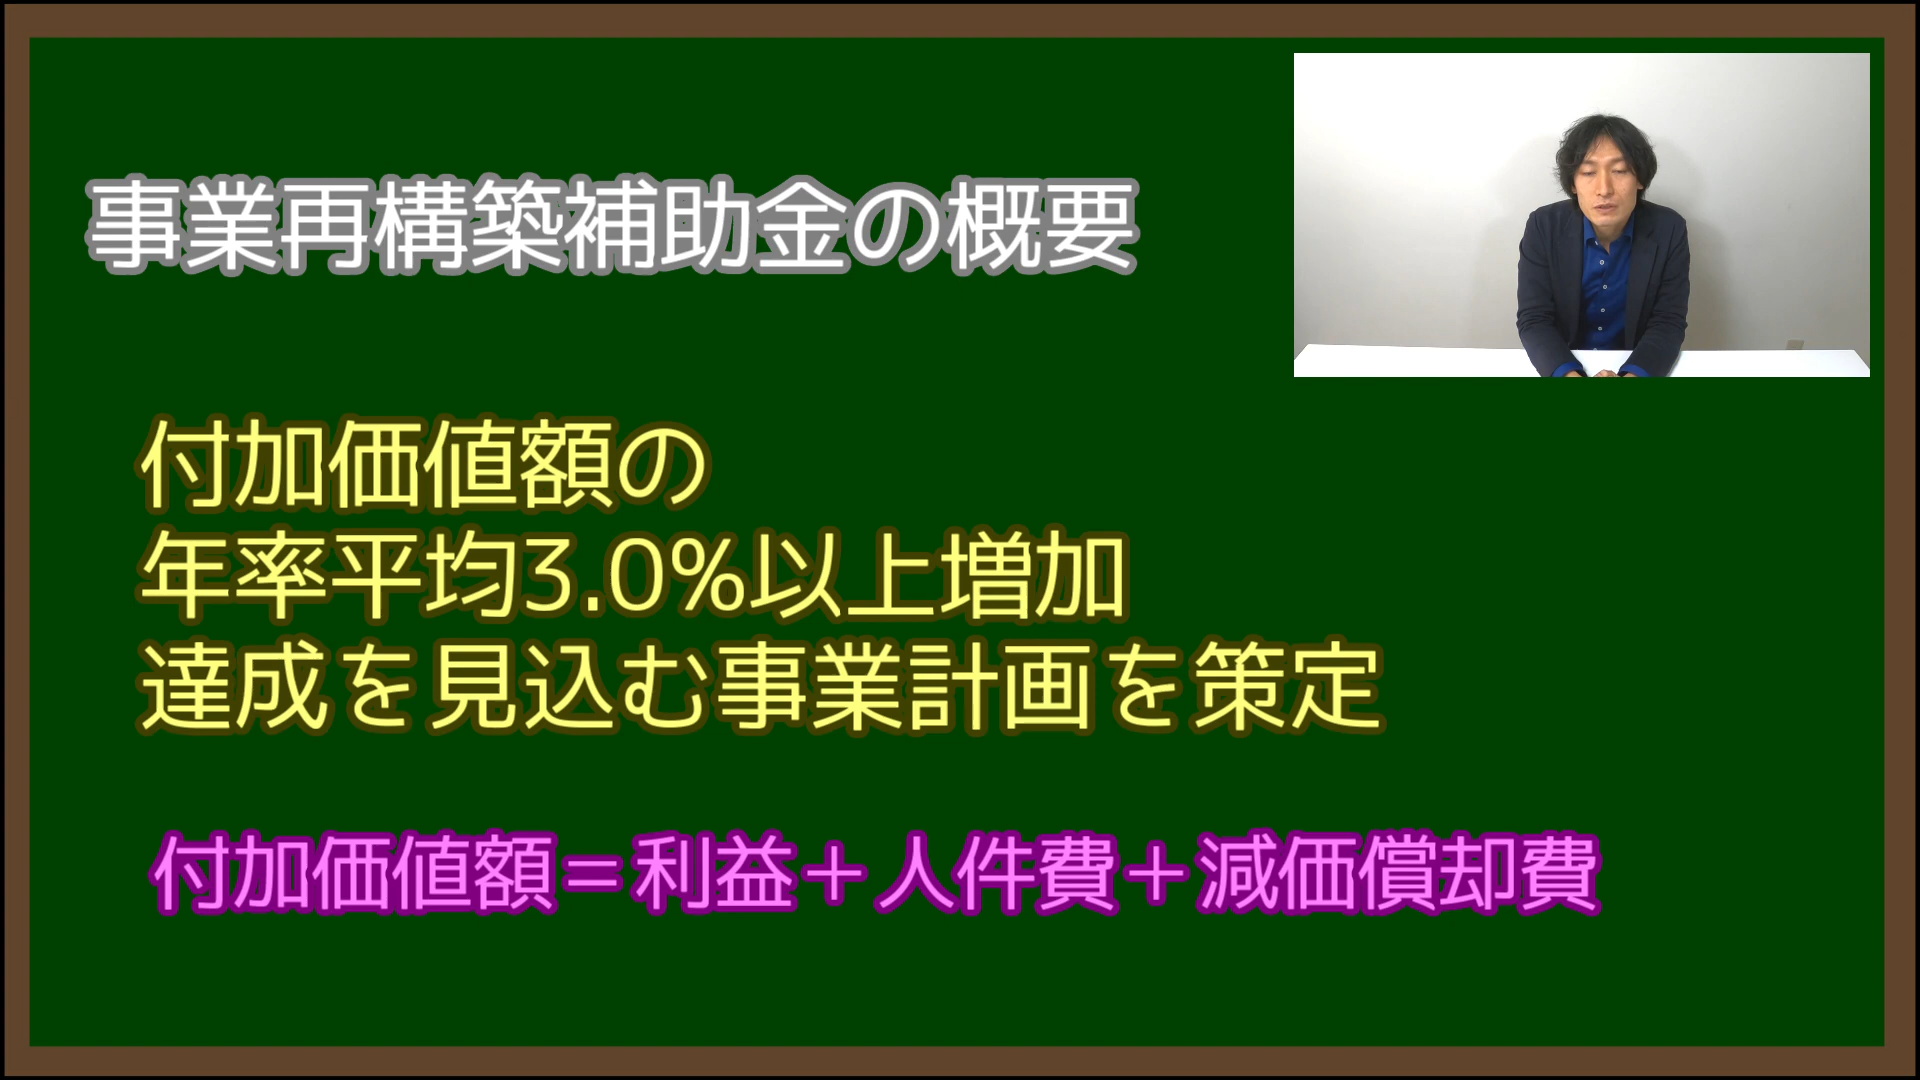 事業再構築補助金の概要
付加価値額の
年率平均3.0%以上増加
達成を見込む事業計画を策定
付加価値額＝利益＋人件費＋減価償却費